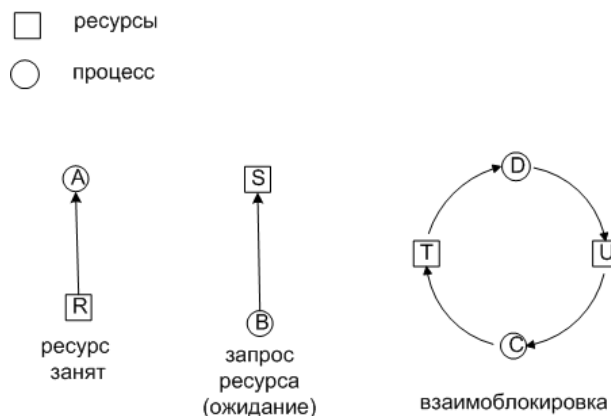 ресурсы
процесс
A
S
D
T
U
R
B
C
ресурс
занят
запрос
ресурса
(ожидание)
взаимоблокировка